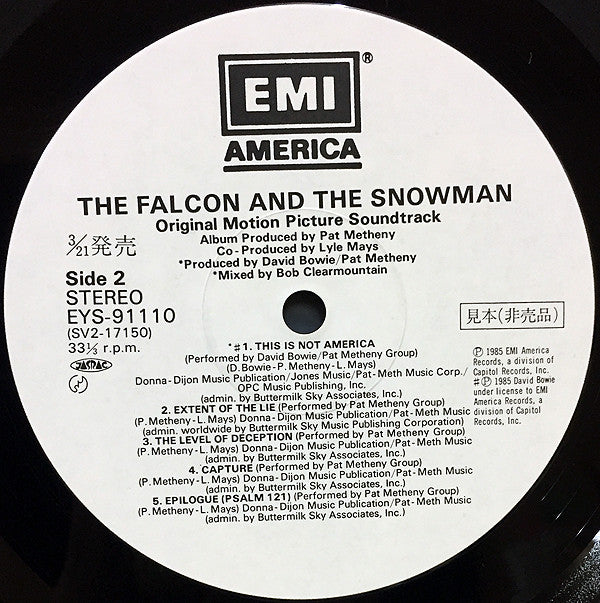 EMI
®
AMERICA
THE FALCON AND THE SNOWMAN
Original Motion Picture Soundtrack
Album Produced by Pat Metheny
Co-Produced by Lyle Mays
*Produced by David Bowie/Pat Metheny
*Mixed by Bob Clearmountain
3/21発売
Side 2
STEREO
EYS-91110
(SV2-17150)
33⅓ r.p.m.
JASRAC
見本(非売品)
*#1. THIS IS NOT AMERICA
(Performed by David Bowie/Pat Metheny Group)
(D. Bowie-P. Metheny-L. Mays)
Donna-Dijon Music Publication/Jones Music/Pat-Meth Music Corp./
OPC Music Publishing, Inc.
(admin. by Buttermilk Sky Associates, Inc.)
2. EXTENT OF THE LIE (Performed by Pat Metheny Group)
(P. Metheny-L. Mays) Donna-Dijon Music Publication/Pat-Meth Music
(admin. worldwide by Buttermilk Sky Music Publishing Corporation)
3. THE LEVEL OF DECEPTION (Performed by Pat Metheny Group)
(P. Metheny-L. Mays) Donna-Dijon Music Publication/Pat-Meth Music
(admin. by Buttermilk Sky Associates, Inc.)
4. CAPTURE (Performed by Pat Metheny Group)
(P. Metheny-L. Mays) Donna-Dijon Music Publication/Pat-Meth Music
(admin. by Buttermilk Sky Associates, Inc.)
5. EPILOGUE (PSALM 121) (Performed by Pat Metheny Group)
(P. Metheny-L. Mays) Donna-Dijon Music Publication/Pat-Meth Music
(admin. by Buttermilk Sky Associates, Inc.)
Ⓟ 1985 EMI America
Records, a division of
Capitol Records, Inc.
#Ⓟ 1985 David Bowie
under license to EMI
America Records, a
division of Capitol
Records, Inc.